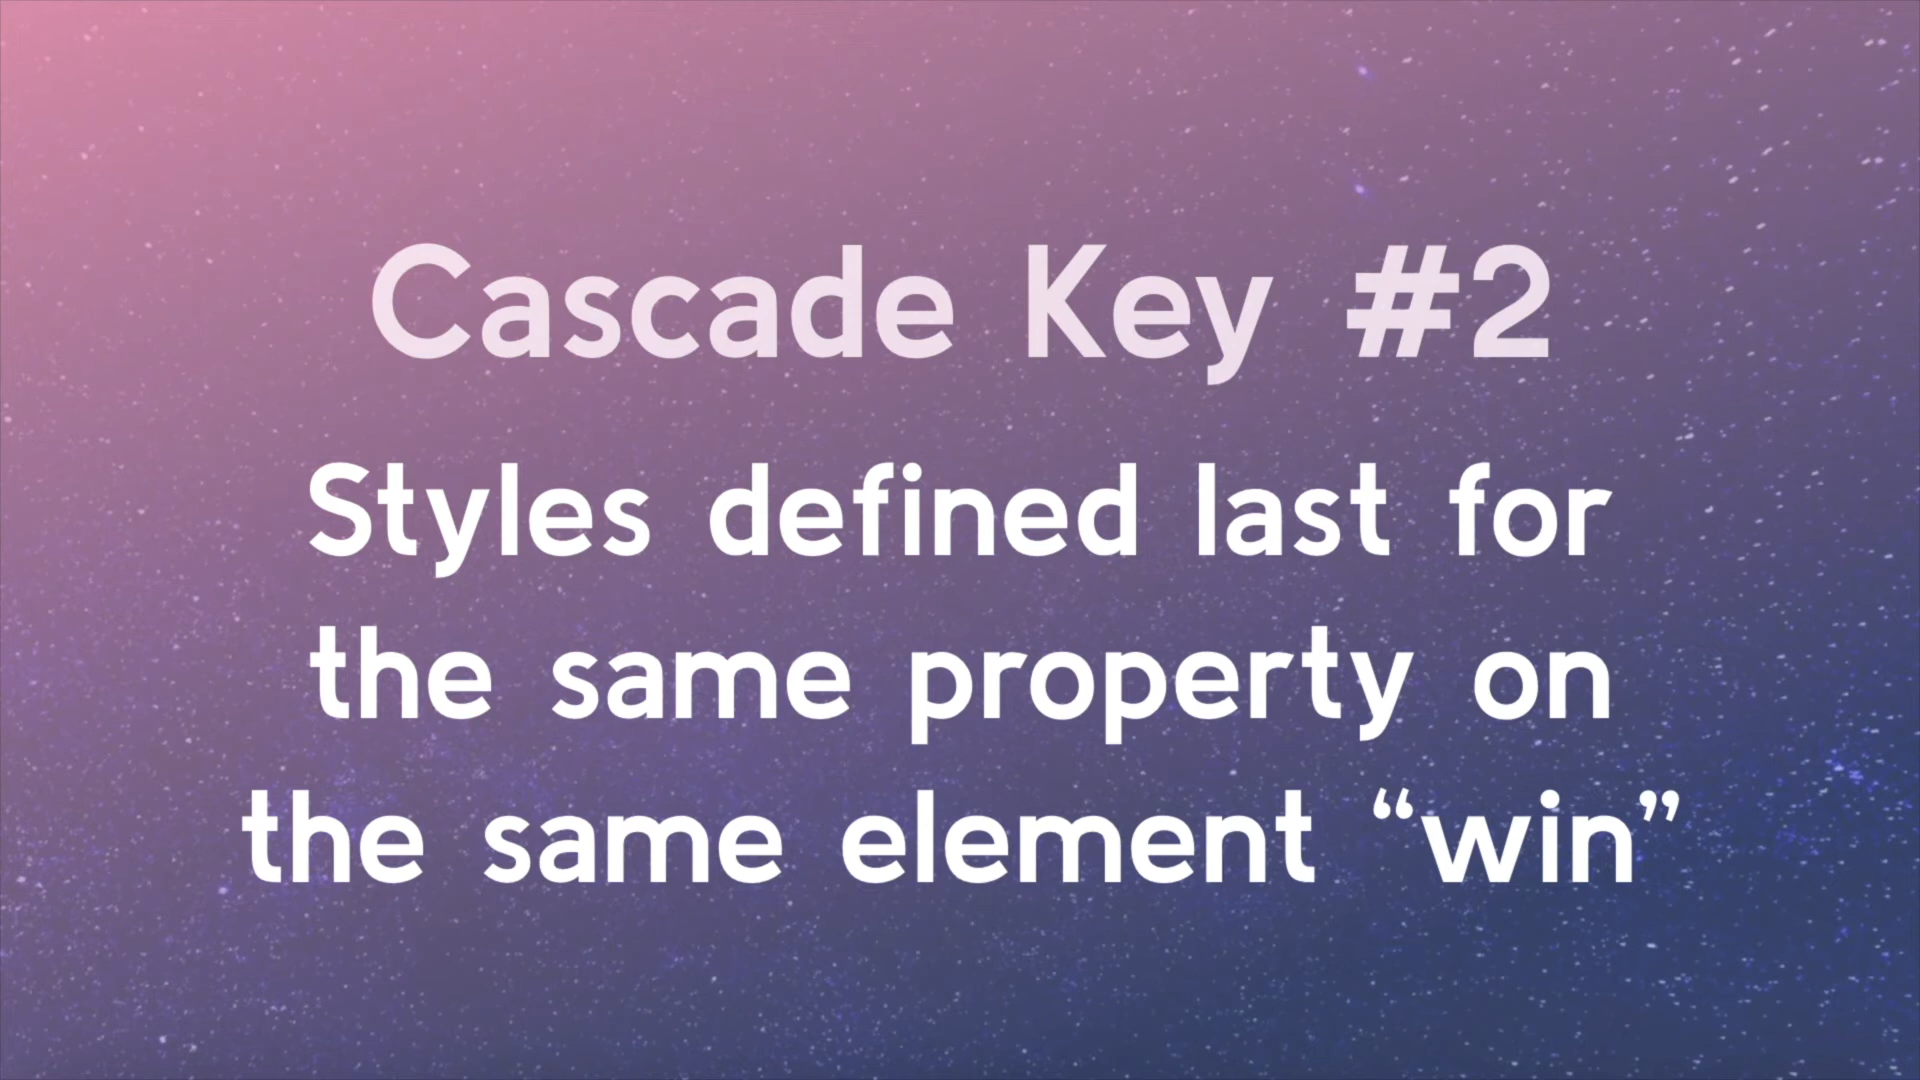 Cascade Key #2
Styles defined last for
the same property on
the same element “win”